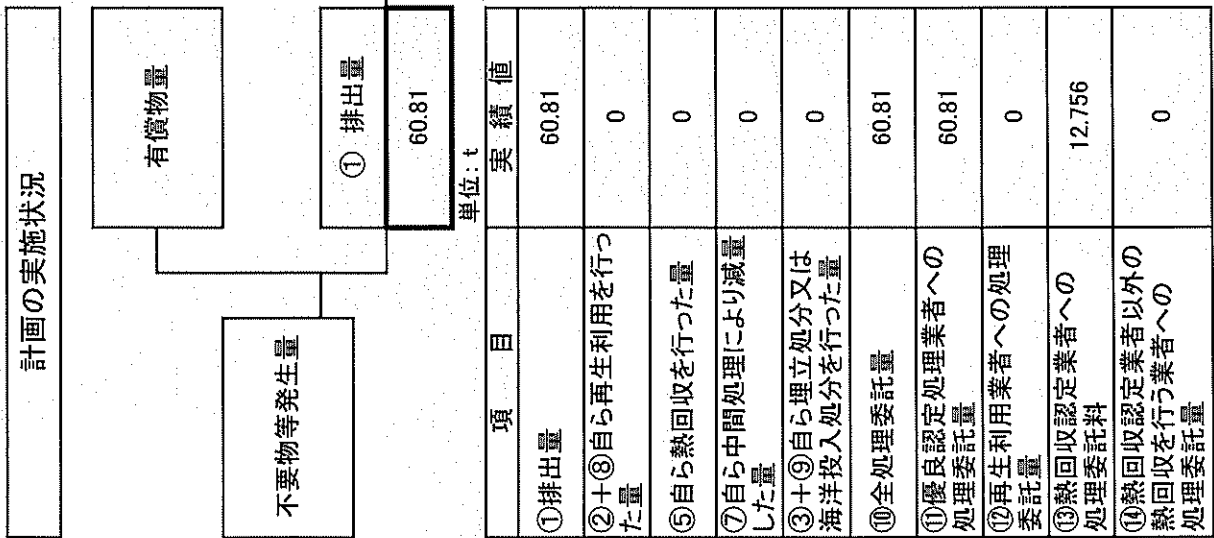 計画の実施状況
有償物量
不要物等発生量
① 排出量
60.81
単位:t
項 目
実 績 値
①排出量
60.81
②+⑧自ら再生利用を行っ
た量
0
⑤自ら熱回収を行った量
0
⑦自ら中間処理により減量
した量
0
③+⑨自ら埋立処分又は
海洋投入処分を行った量
0
⑩全処理委託量
60.81
⑪優良認定処理業者への
処理委託量
60.81
⑫再生利用業者への処理
委託量
0
⑬熱回収認定業者への
処理委託料
12.756
⑭熱回収認定業者以外の
熱回収を行う業者への
処理委託量
0